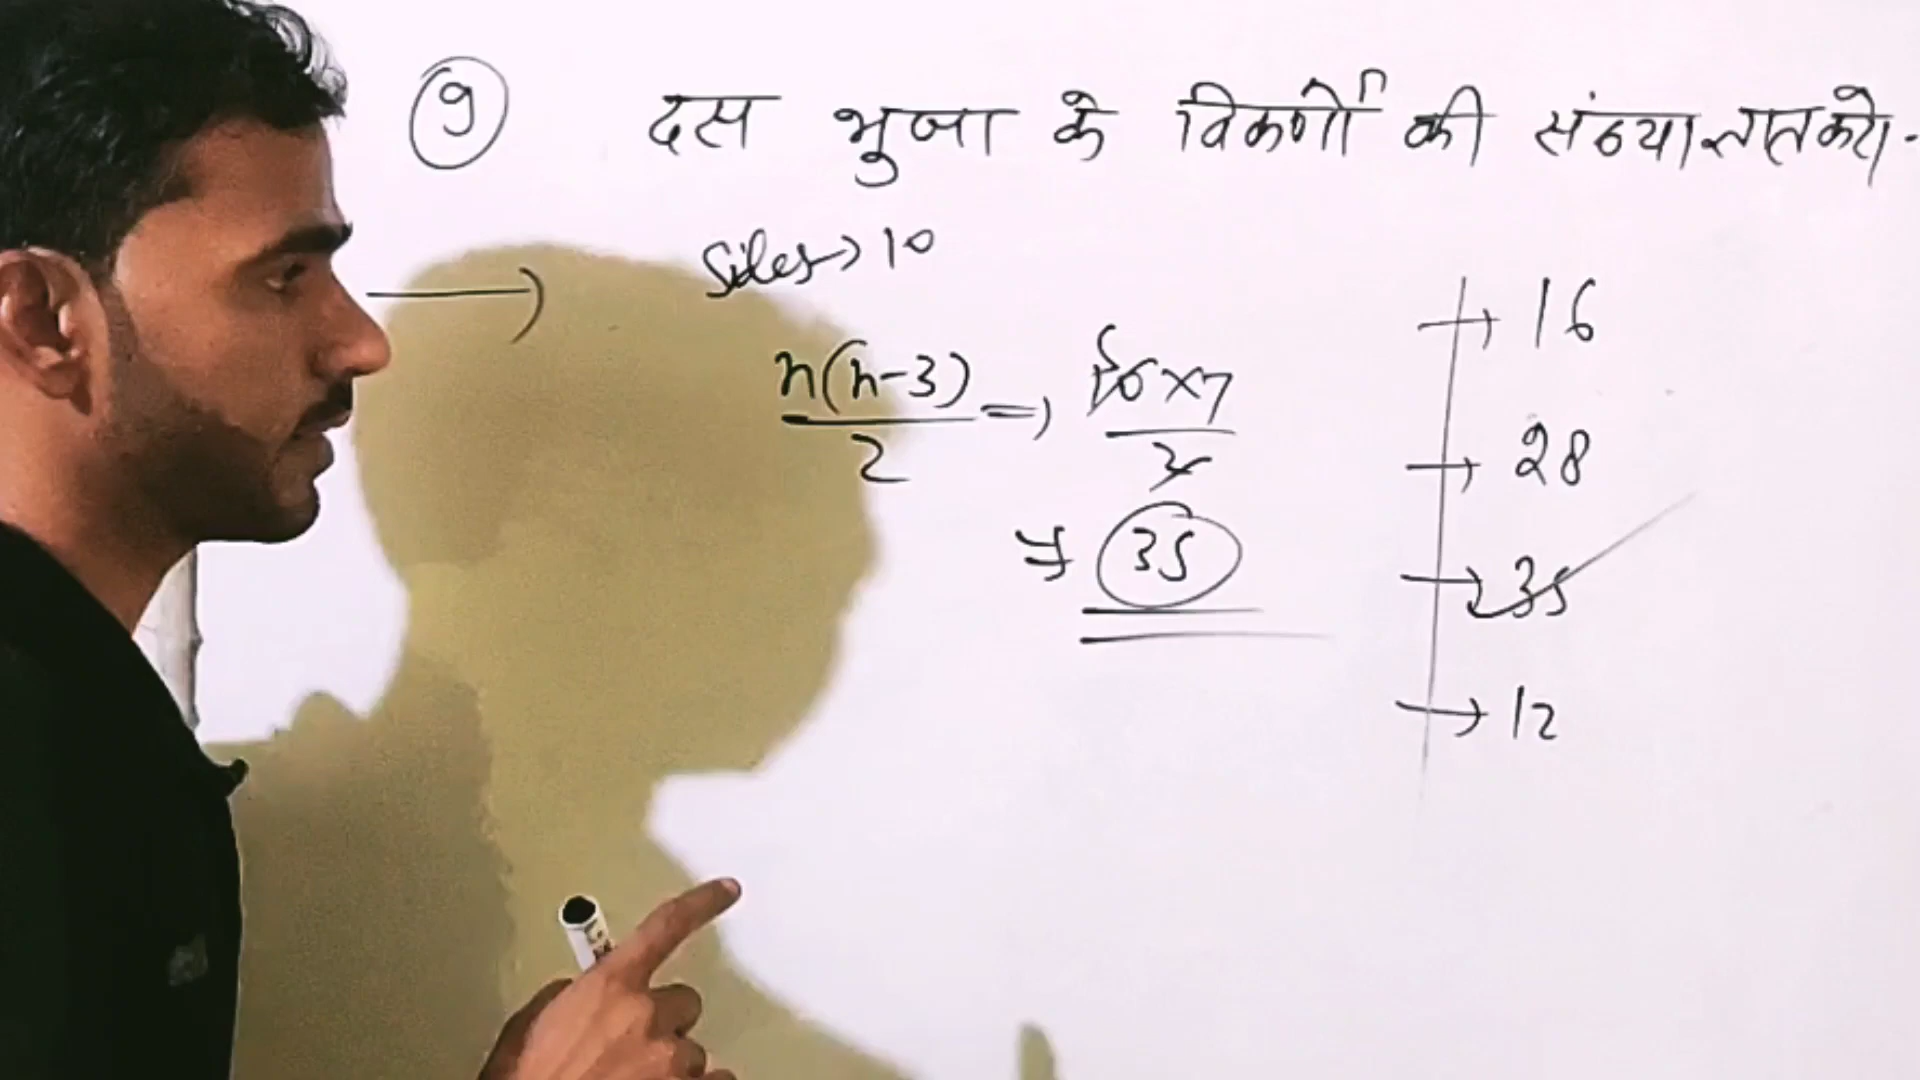 9 दस भुजा के विकर्णों की संख्या ज्ञात करो.
Sides → 10
n(n-3)/2 ⇒ 10×7/2
⇒ 35
→ 16
→ 28
→ 35
→ 12